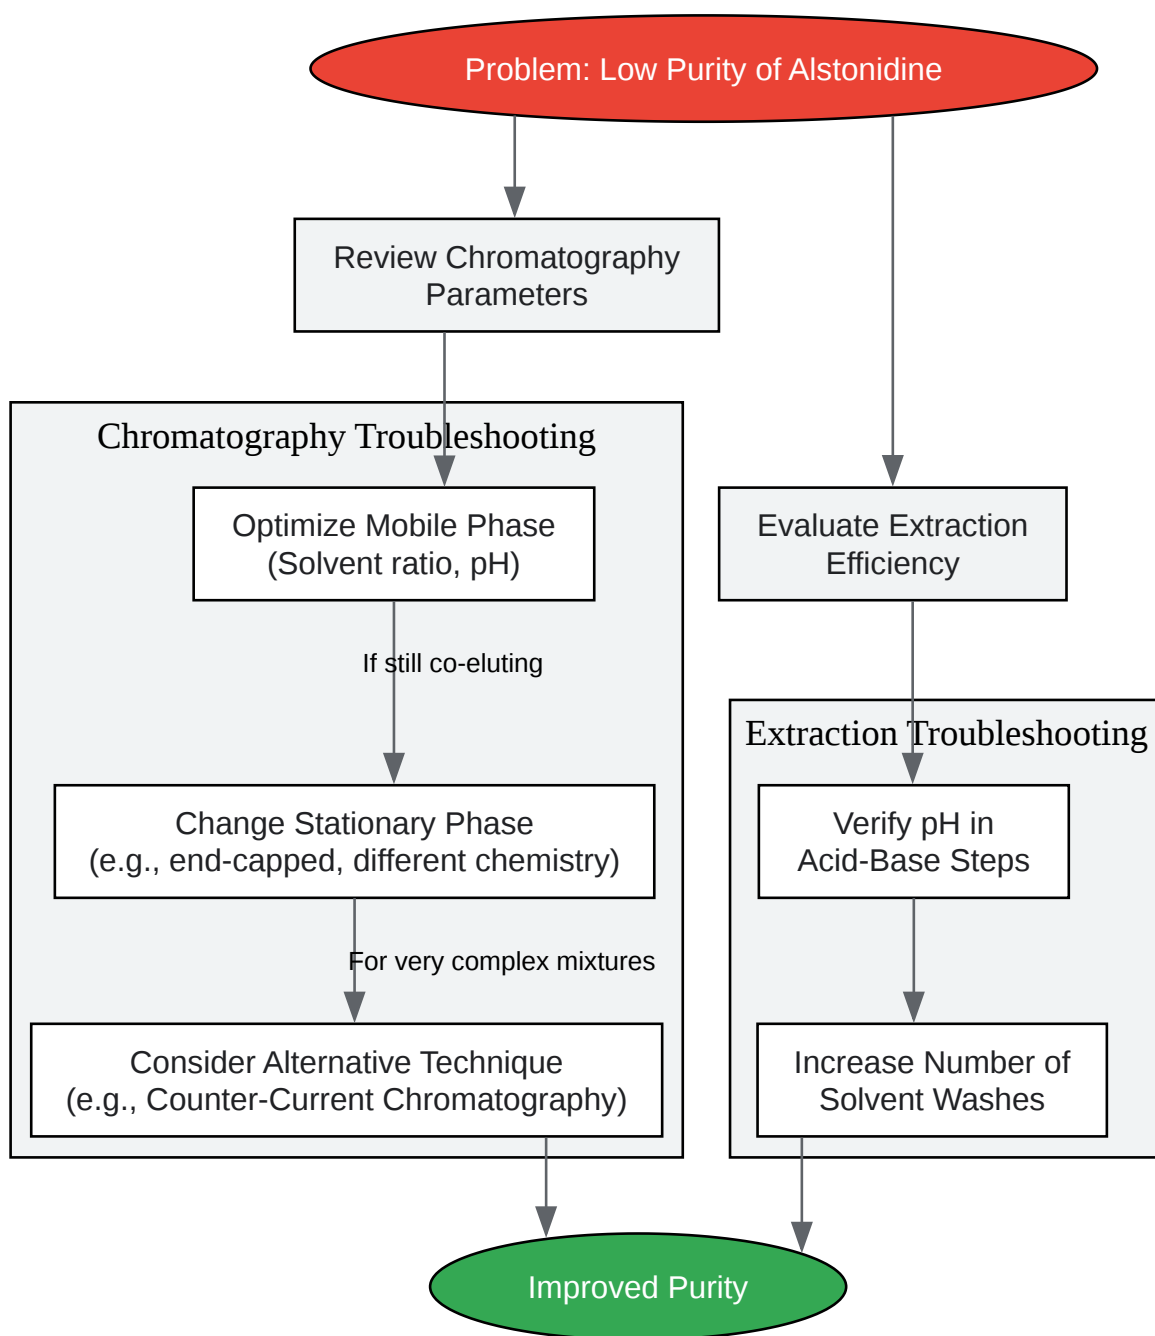 Problem: Low Purity of Alstonidine
Review Chromatography
Parameters
Chromatography Troubleshooting
Optimize Mobile Phase
(Solvent ratio, pH)
If still co-eluting
Change Stationary Phase
(e.g., end-capped, different chemistry)
For very complex mixtures
Consider Alternative Technique
(e.g., Counter-Current Chromatography)
Evaluate Extraction
Efficiency
Extraction Troubleshooting
Verify pH in
Acid-Base Steps
Increase Number of
Solvent Washes
Improved Purity